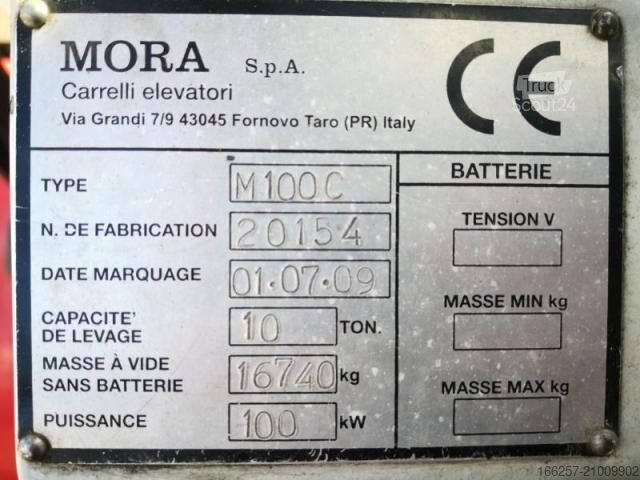 MORA S.p.A.
Carrelli elevatori
Via Grandi 7/9 43045 Fornovo Taro (PR) Italy
CE
Truck
Scout24
TYPE M100C
N. DE FABRICATION 20154
DATE MARQUAGE 01·07·09
CAPACITE'
DE LEVAGE 10 TON.
MASSE À VIDE
SANS BATTERIE 16740 kg
PUISSANCE 100 kW
BATTERIE
TENSION V
MASSE MIN kg
MASSE MAX kg
166257-21009902